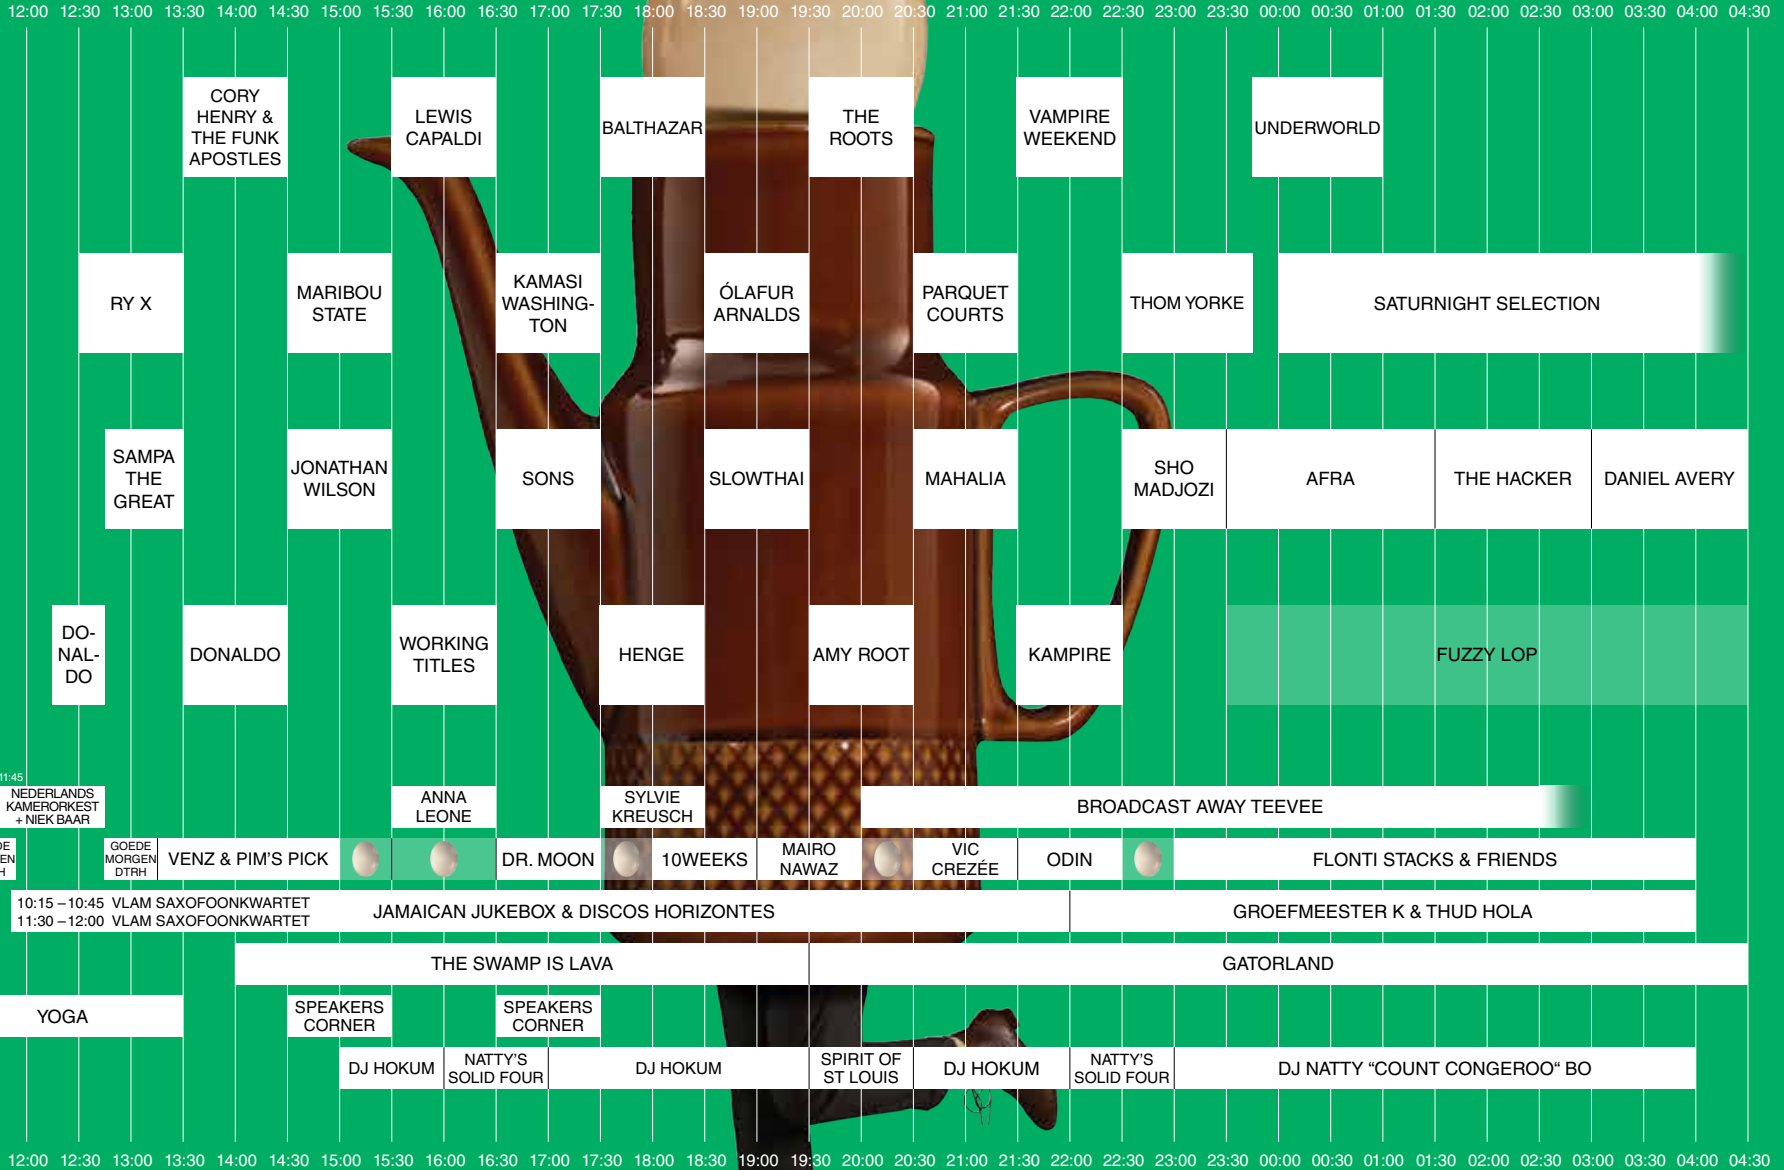 12:00 12:30 13:00 13:30 14:00 14:30 15:00 15:30 16:00 16:30 17:00 17:30 18:00 18:30 19:00 19:30 20:00 20:30 21:00 21:30 22:00 22:30 23:00 23:30 00:00 00:30 01:00 01:30 02:00 02:30 03:00 03:30 04:00 04:30
CORY
HENRY &
THE FUNK
APOSTLES
LEWIS
CAPALDI
BALTHAZAR
THE
ROOTS
VAMPIRE
WEEKEND
UNDERWORLD
RY X
MARIBOU
STATE
KAMASI
WASHING-
TON
ÓLAFUR
ARNALDS
PARQUET
COURTS
THOM YORKE
SATURNIGHT SELECTION
SAMPA
THE
GREAT
JONATHAN
WILSON
SONS
SLOWTHAI
MAHALIA
SHO
MADJOZI
AFRA
THE HACKER
DANIEL AVERY
DO-
NAL-
DO
DONALDO
WORKING
TITLES
HENGE
AMY ROOT
KAMPIRE
FUZZY LOP
11:45
NEDERLANDS
KAMERORKEST
+ NIEK BAAR
ANNA
LEONE
SYLVIE
KREUSCH
BROADCAST AWAY TEEVEE
DE
EN
H
GOEDE
MORGEN
DTRH
VENZ & PIM'S PICK
DR. MOON
10WEEKS
MAIRO
NAWAZ
VIC
CREZÉE
ODIN
FLONTI STACKS & FRIENDS
10:15 – 10:45 VLAM SAXOFOONKWARTET
11:30 – 12:00 VLAM SAXOFOONKWARTET
JAMAICAN JUKEBOX & DISCOS HORIZONTES
GROEFMEESTER K & THUD HOLA
THE SWAMP IS LAVA
GATORLAND
YOGA
SPEAKERS
CORNER
SPEAKERS
CORNER
DJ HOKUM
NATTY'S
SOLID FOUR
DJ HOKUM
SPIRIT OF
ST LOUIS
DJ HOKUM
NATTY'S
SOLID FOUR
DJ NATTY “COUNT CONGEROO“ BO
12:00 12:30 13:00 13:30 14:00 14:30 15:00 15:30 16:00 16:30 17:00 17:30 18:00 18:30 19:00 19:30 20:00 20:30 21:00 21:30 22:00 22:30 23:00 23:30 00:00 00:30 01:00 01:30 02:00 02:30 03:00 03:30 04:00 04:30